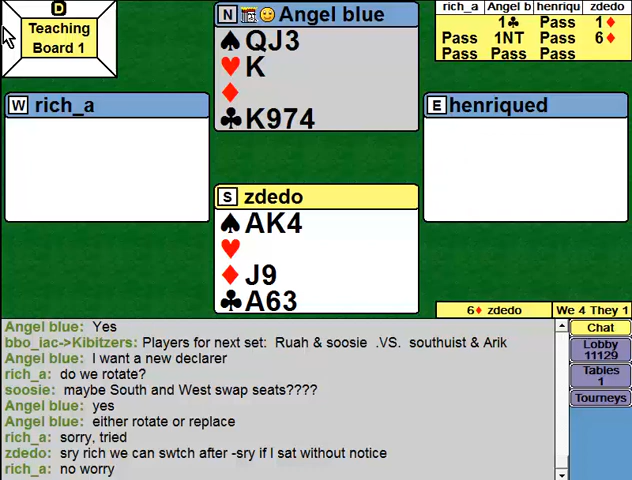 D
Teaching
Board 1
N Angel blue
♠ QJ3
♥ K
♦
♣ K974
rich_a Angel b henriqu zdedo
1♣ Pass 1♦
Pass 1NT Pass 6♦
Pass Pass Pass
W rich_a
E henriqued
S zdedo
♠ AK4
♥
♦ J9
♣ A63
6♦ zdedo We 4 They 1
Angel blue: Yes
bbo_iac->Kibitzers: Players for next set: Ruah & soosie .VS. southuist & Arik
Angel blue: I want a new declarer
rich_a: do we rotate?
soosie: maybe South and West swap seats????
Angel blue: yes
Angel blue: either rotate or replace
rich_a: sorry, tried
zdedo: sry rich we can swtch after -sry if I sat without notice
rich_a: no worry
Chat
Lobby
11129
Tables
1
Tourneys